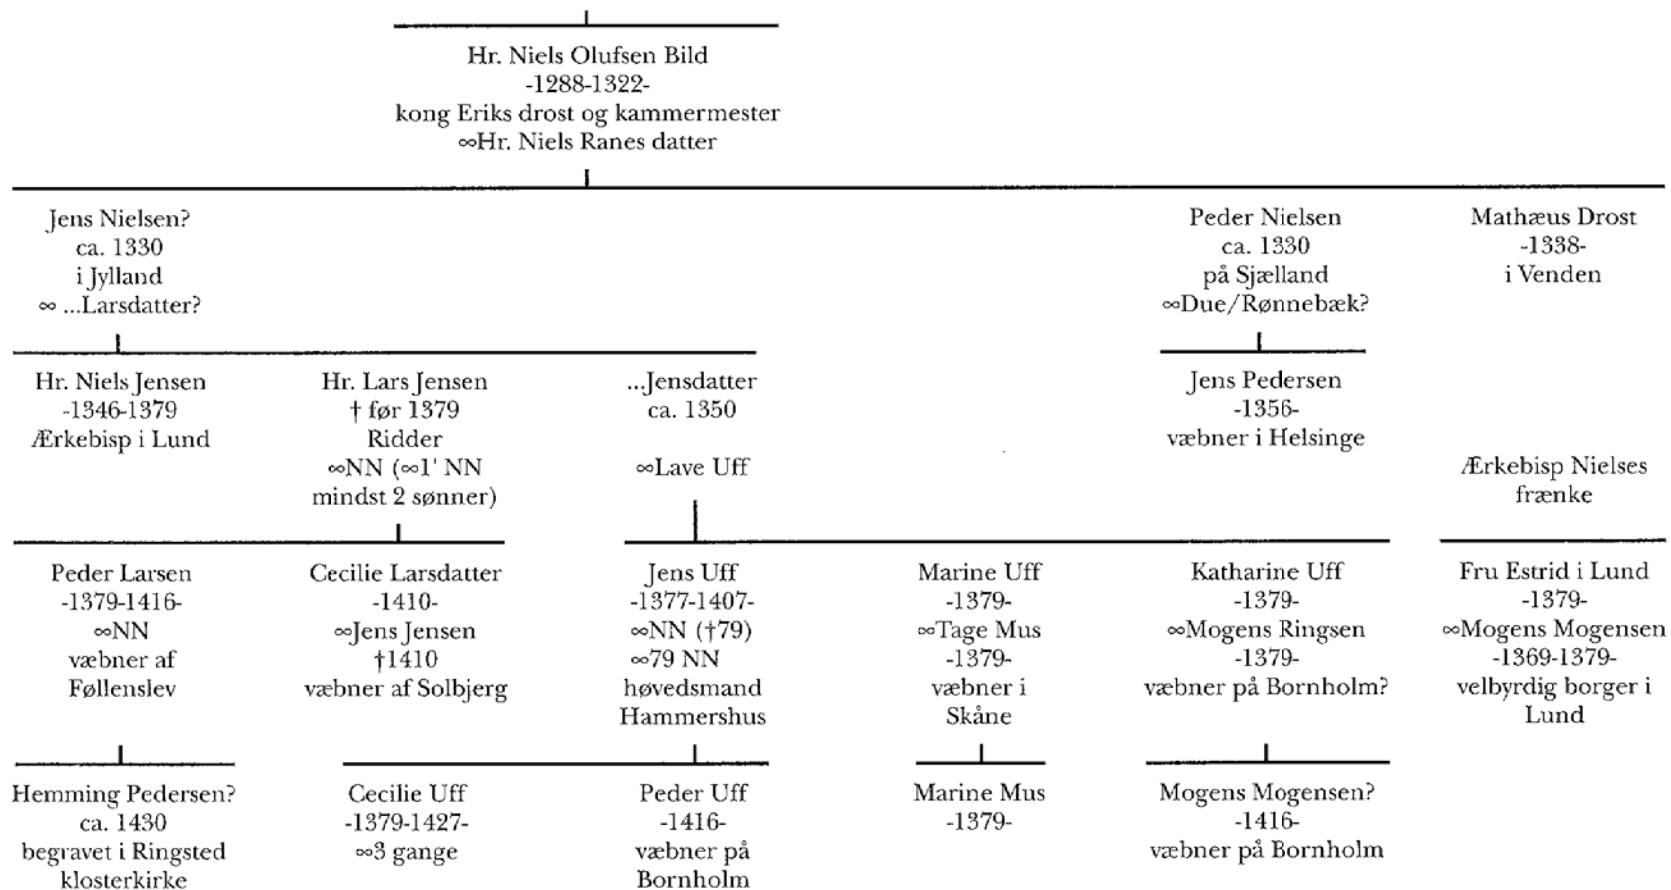 Hr. Niels Olufsen Bild
-1288-1322-
kong Eriks drost og kammermester
∞Hr. Niels Ranes datter
Jens Nielsen?
ca. 1330
i Jylland
∞ ...Larsdatter?
Peder Nielsen
ca. 1330
på Sjælland
∞Due/Rønnebæk?
Mathæus Drost
-1338-
i Venden
Hr. Niels Jensen
-1346-1379
Ærkebisp i Lund
Hr. Lars Jensen
† før 1379
Ridder
∞NN (∞1' NN
mindst 2 sønner)
...Jensdatter
ca. 1350
∞Lave Uff
Jens Pedersen
-1356-
væbner i Helsinge
Ærkebisp Nielses
frænke
Peder Larsen
-1379-1416-
∞NN
væbner af
Føllenslev
Cecilie Larsdatter
-1410-
∞Jens Jensen
†1410
væbner af Solbjerg
Jens Uff
-1377-1407-
∞NN (†79)
∞79 NN
høvedsmand
Hammershus
Marine Uff
-1379-
∞Tage Mus
-1379-
væbner i
Skåne
Katharine Uff
-1379-
∞Mogens Ringsen
-1379-
væbner på Bornholm?
Fru Estrid i Lund
-1379-
∞Mogens Mogensen
-1369-1379-
velbyrdig borger i
Lund
Hemming Pedersen?
ca. 1430
begravet i Ringsted
klosterkirke
Cecilie Uff
-1379-1427-
∞3 gange
Peder Uff
-1416-
væbner på
Bornholm
Marine Mus
-1379-
Mogens Mogensen?
-1416-
væbner på Bornholm